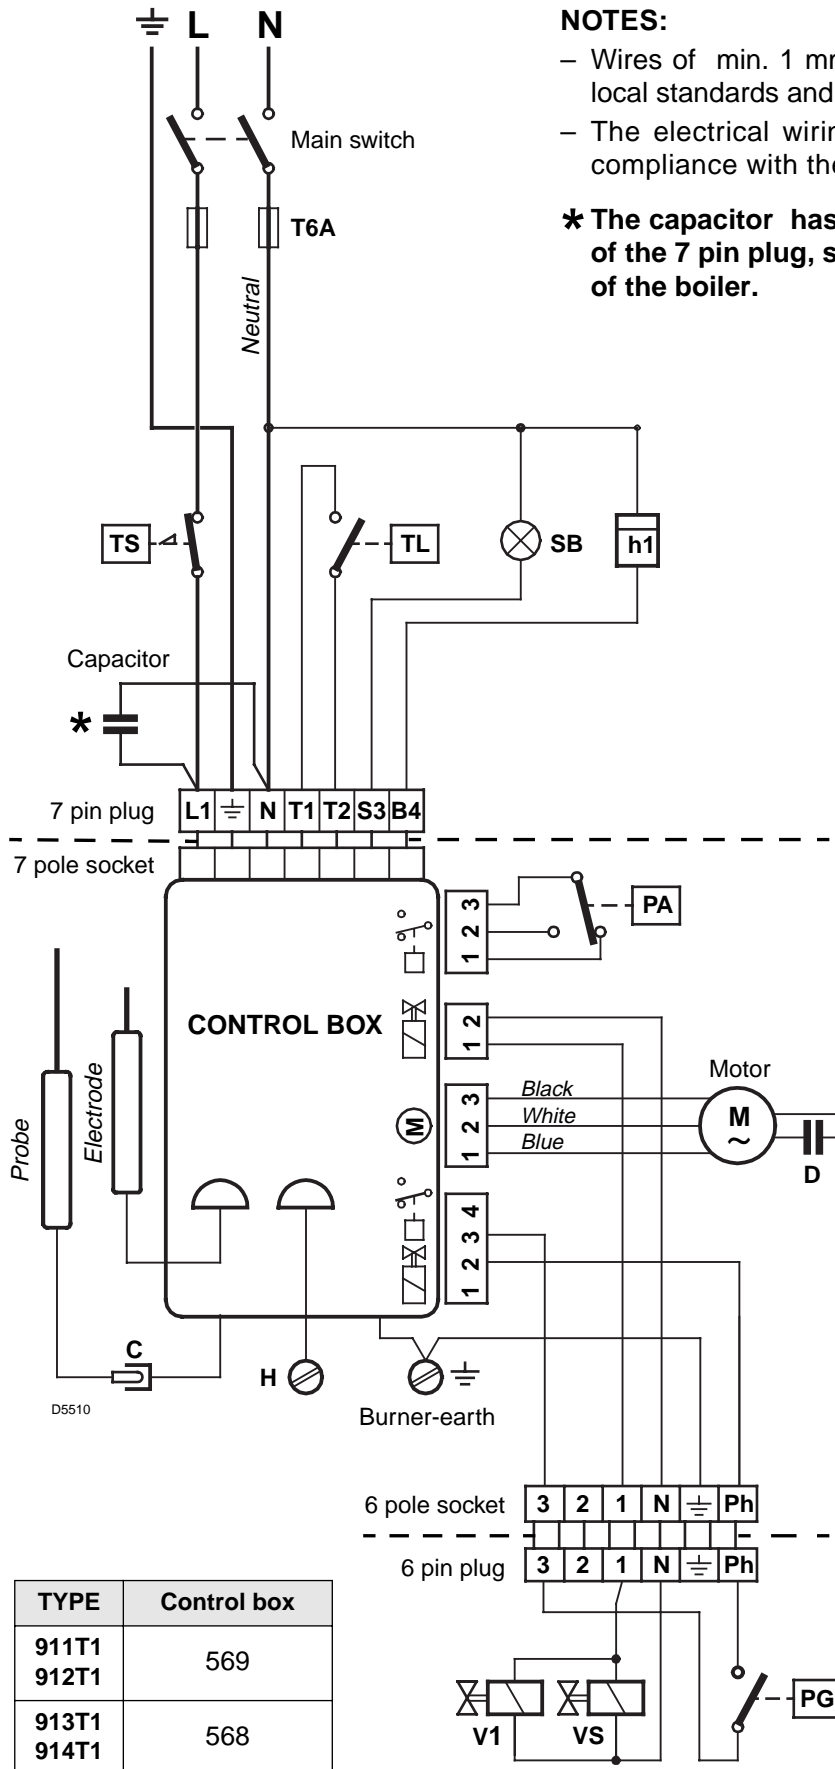 L N
NOTES:
– Wires of min. 1
local standards and
– The electrical
compliance with
* The capacitor has
of the 7 pin plug,
of the boiler.
Main switch
T6A
Neutral
TS
TL
SB
h1
Capacitor
*
7 pin plug
L1 N T1 T2 S3 B4
7 pole socket
CONTROL BOX
3
2
1
PA
2
1
Motor
3
2
1
Black
White
Blue
M
M
~
D
4
3
2
1
Probe
Electrode
C
H
Burner-earth
D5510
6 pole socket
3 2 1 N Ph
6 pin plug
3 2 1 N Ph
V1
VS
PG
TYPE Control box
911T1
912T1
569
913T1
914T1
568